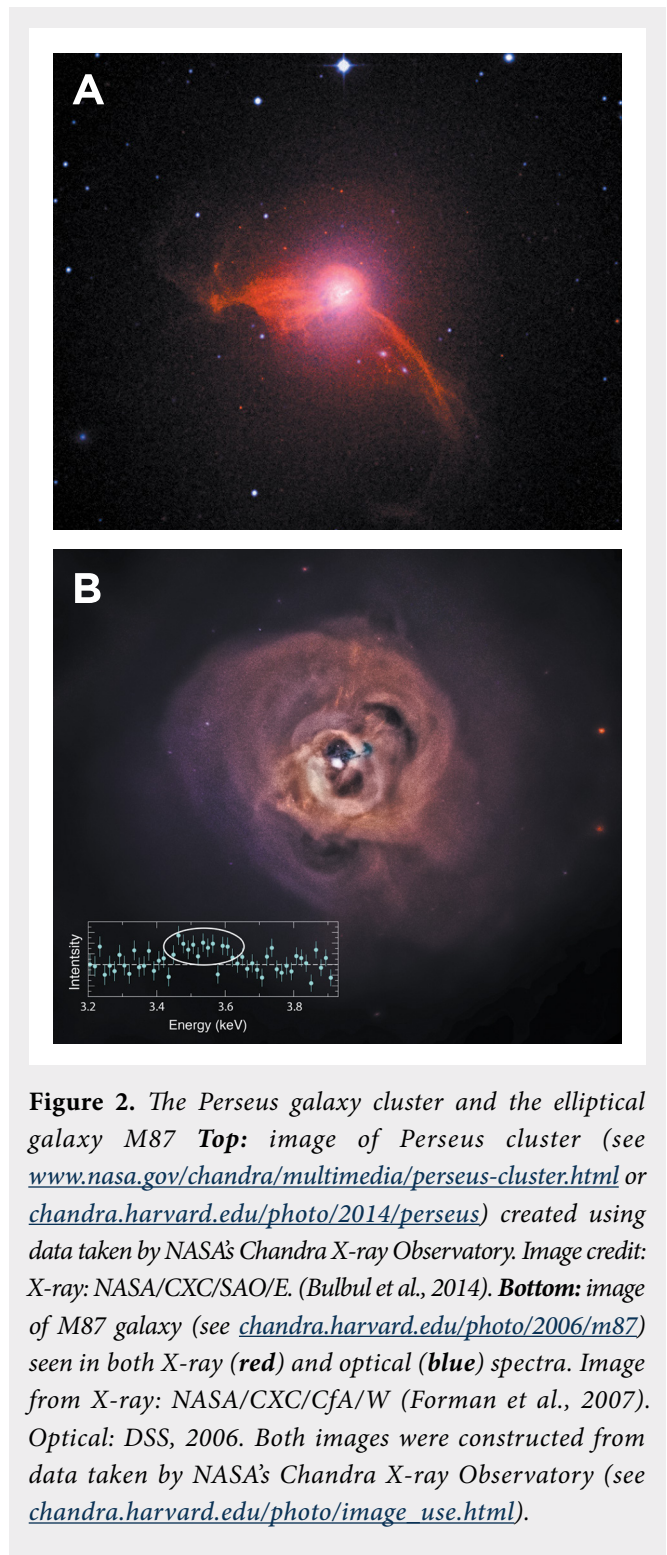 A
B
Intentsity
3.2 3.4 3.6 3.8
Energy (keV)
Figure 2. The Perseus galaxy cluster and the elliptical
galaxy M87 Top: image of Perseus cluster (see
www.nasa.gov/chandra/multimedia/perseus-cluster.html or
chandra.harvard.edu/photo/2014/perseus) created using
data taken by NASA's Chandra X-ray Observatory. Image credit:
X-ray: NASA/CXC/SAO/E. (Bulbul et al., 2014). Bottom: image
of M87 galaxy (see chandra.harvard.edu/photo/2006/m87)
seen in both X-ray (red) and optical (blue) spectra. Image
from X-ray: NASA/CXC/CfA/W (Forman et al., 2007).
Optical: DSS, 2006. Both images were constructed from
data taken by NASA's Chandra X-ray Observatory (see
chandra.harvard.edu/photo/image_use.html).